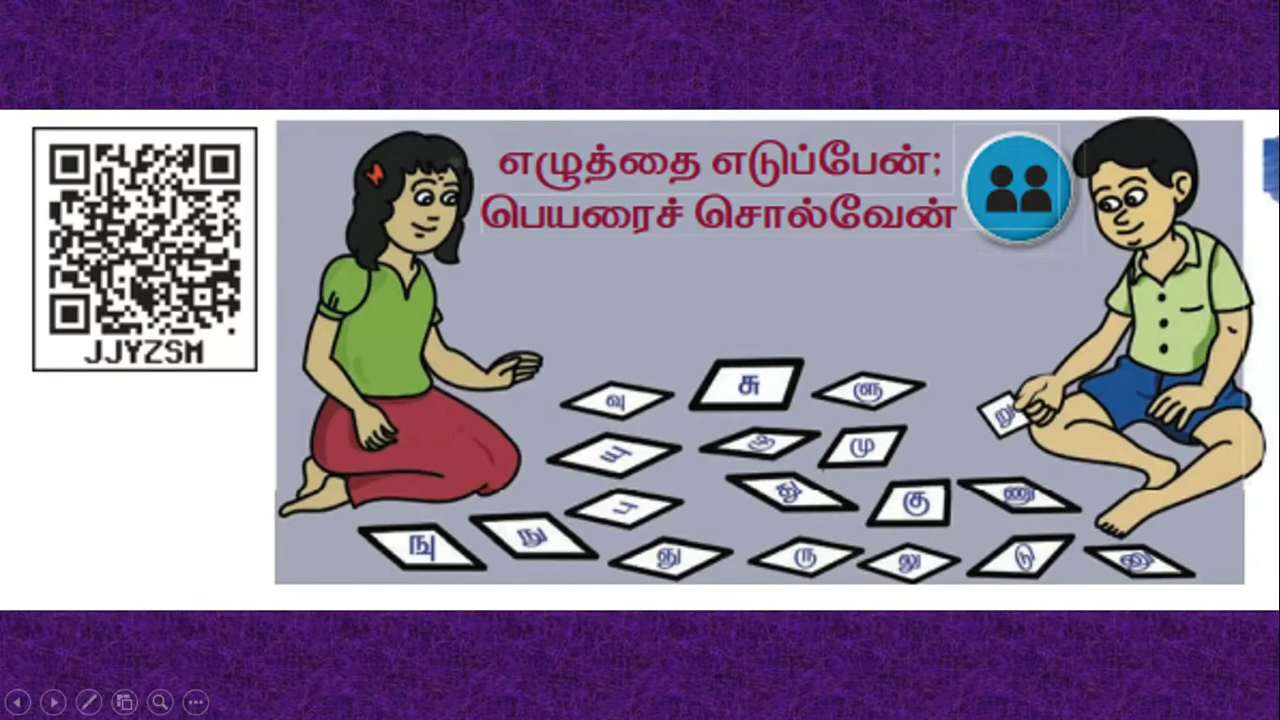 எழுத்தை எடுப்பேன்;
பெயரைச் சொல்வேன்
JJYZSM
வு சு ளு று
யு ழு மு
பு து கு ணு
ஙு நு ஞு ரு லு டு னு